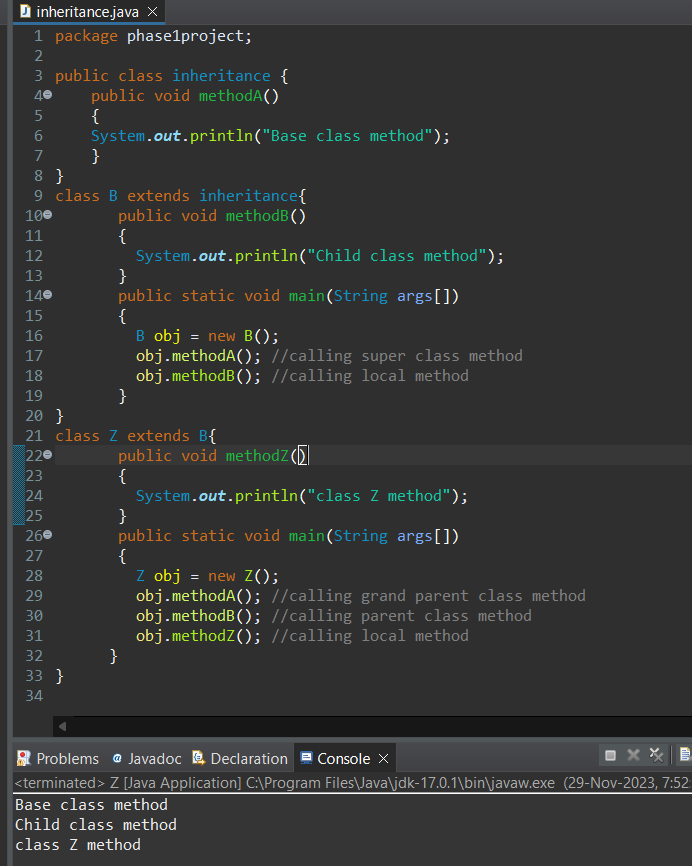 inheritance.java
1 package phase1project;
2
3 public class inheritance {
4 public void methodA()
5 {
6 System.out.println("Base class method");
7 }
8 }
9 class B extends inheritance{
10 public void methodB()
11 {
12 System.out.println("Child class method");
13 }
14 public static void main(String args[])
15 {
16 B obj = new B();
17 obj.methodA(); //calling super class method
18 obj.methodB(); //calling local method
19 }
20 }
21 class Z extends B{
22 public void methodZ()
23 {
24 System.out.println("class Z method");
25 }
26 public static void main(String args[])
27 {
28 Z obj = new Z();
29 obj.methodA(); //calling grand parent class method
30 obj.methodB(); //calling parent class method
31 obj.methodZ(); //calling local method
32 }
33 }
34
Problems @ Javadoc Declaration Console
<terminated> Z [Java Application] C:\Program Files\Java\jdk-17.0.1\bin\javaw.exe (29-Nov-2023, 7:52:
Base class method
Child class method
class Z method